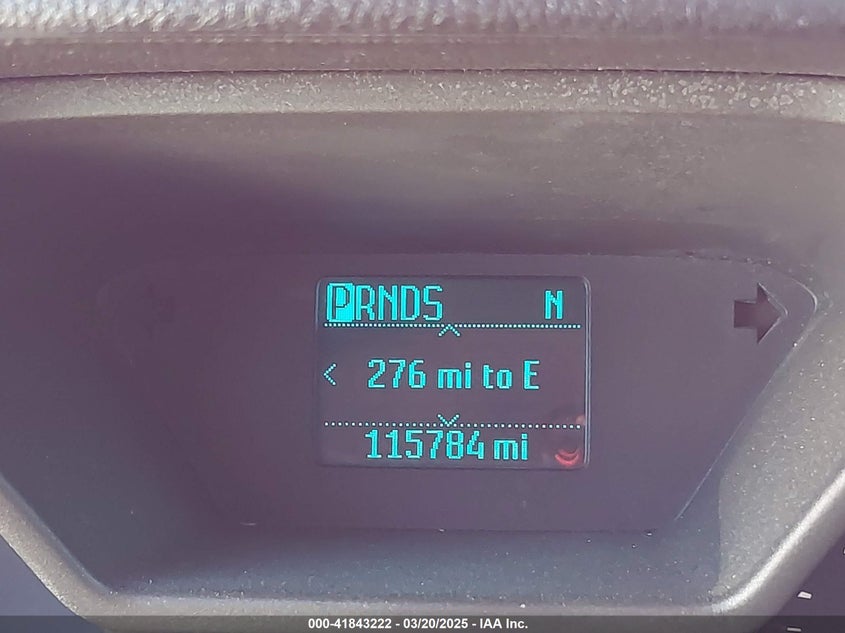 PRNDS N
< 276 mi to E
115784 mi
000-41843222 - 03/20/2025 - IAA Inc.